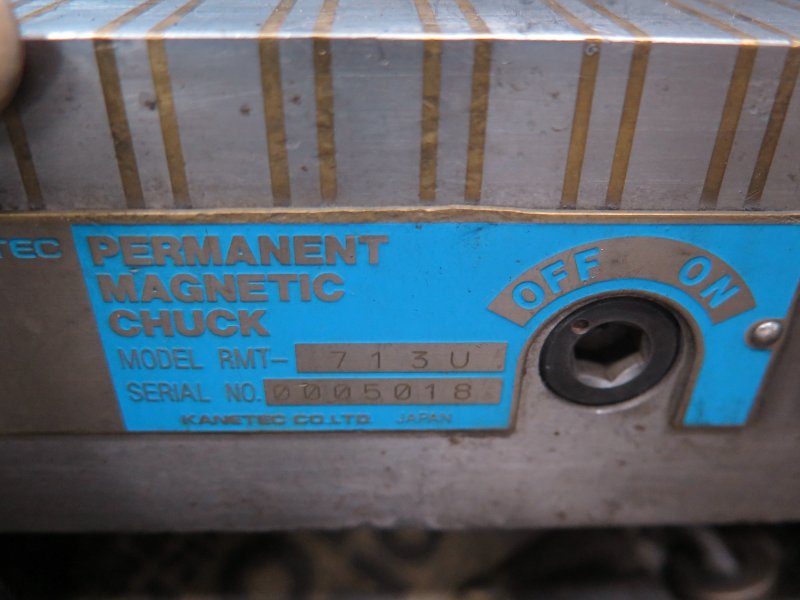 TEC
PERMANENT
MAGNETIC
CHUCK
MODEL RMT- 713U
SERIAL NO. 0005018
KANETEC CO.LTD. JAPAN
OFF ON